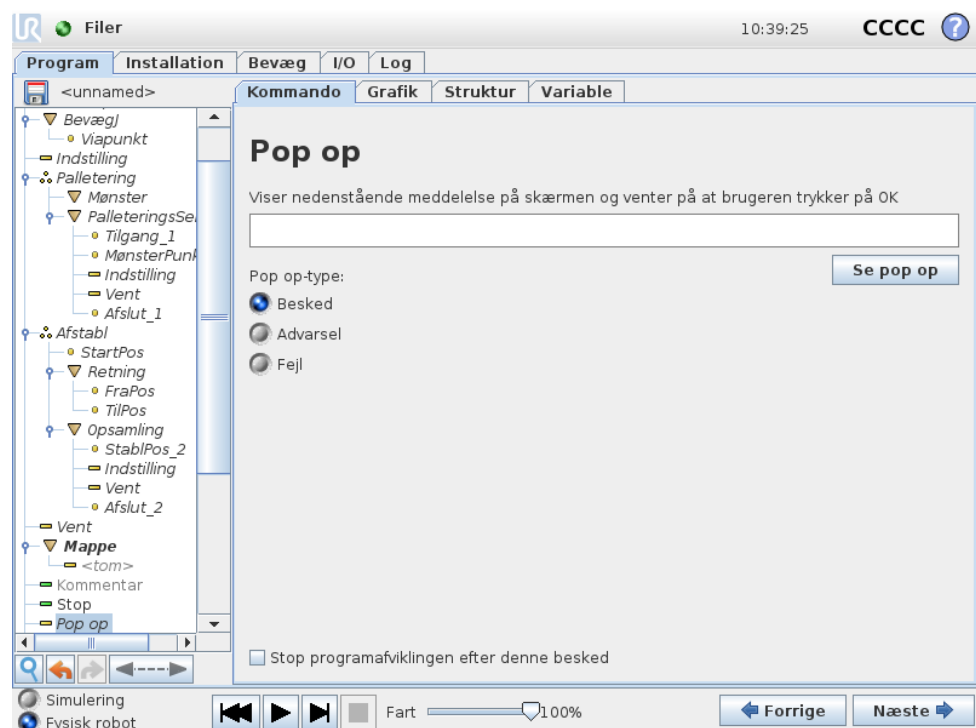 UR Filer 10:39:25 CCCC ?
Program Installation Bevæg I/O Log
<unnamed>
Kommando Grafik Struktur Variable
BevægJ
Viapunkt
Indstilling
Palletering
Mønster
PalleteringsSe
Tilgang_1
MønsterPun
Indstilling
Vent
Afslut_1
Afstabl
StartPos
Retning
FraPos
TilPos
Opsamling
StablPos_2
Indstilling
Vent
Afslut_2
Vent
Mappe
<tom>
Kommentar
Stop
Pop op
Pop op
Viser nedenstående meddelelse på skærmen og venter på at brugeren trykker på OK
Se pop op
Pop op-type:
Besked
Advarsel
Fejl
Stop programafviklingen efter denne besked
Simulering
Fysisk robot
Fart 100%
Forrige Næste